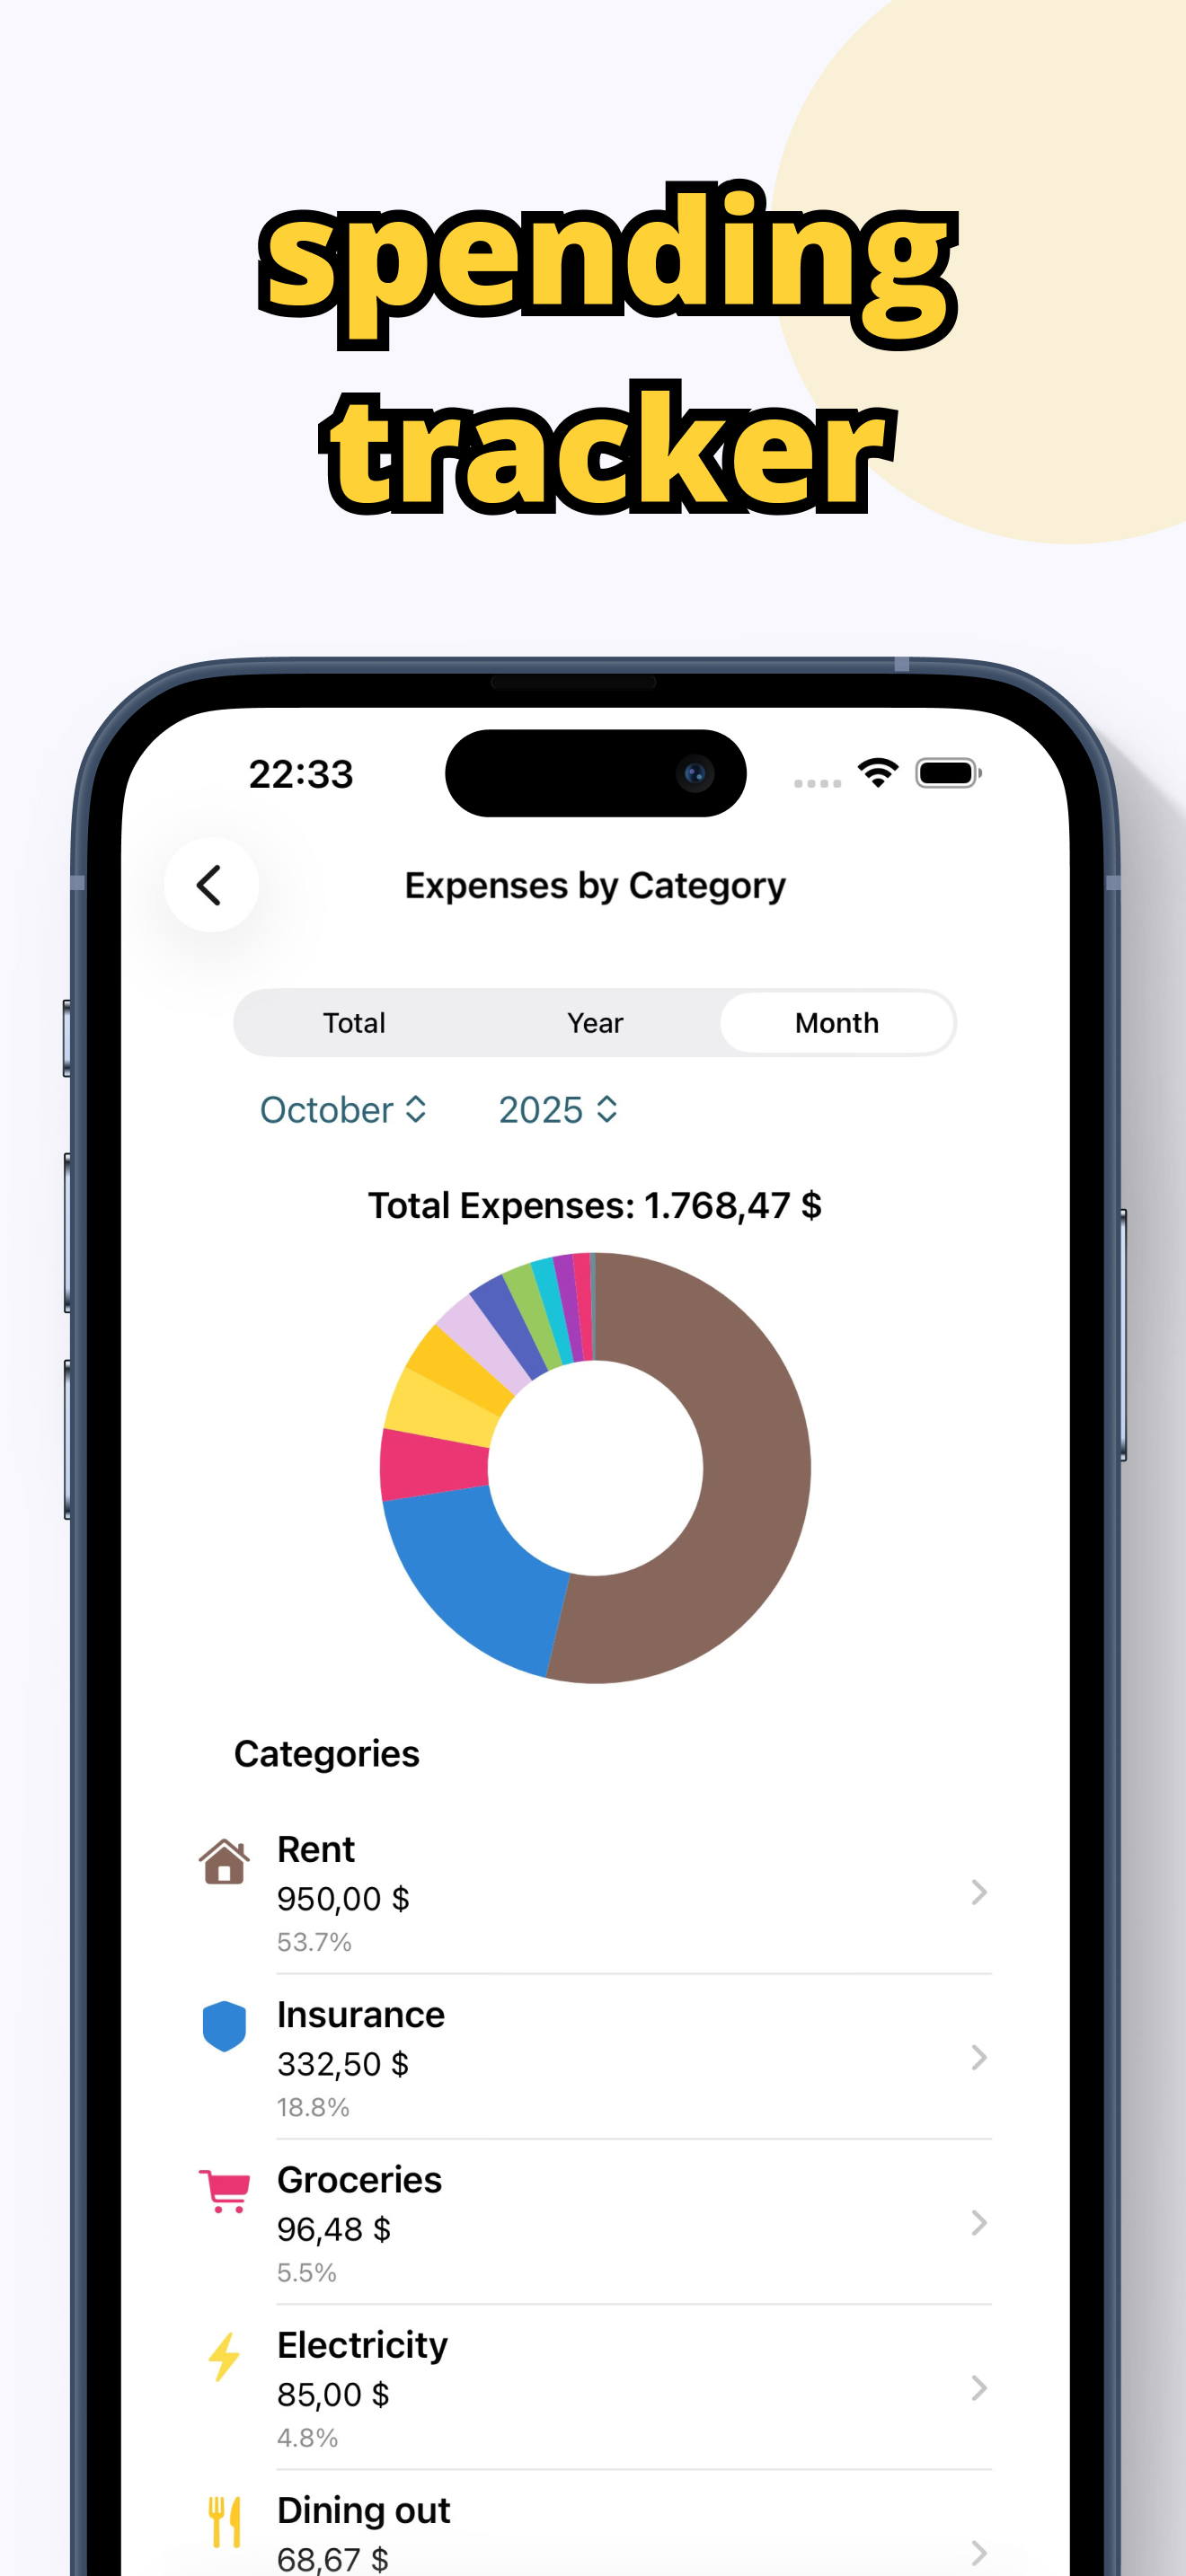 spending
tracker
22:33
Expenses by Category
Total Year Month
October 2025
Total Expenses: 1.768,47 $
Categories
Rent
950,00 $
53.7%
Insurance
332,50 $
18.8%
Groceries
96,48 $
5.5%
Electricity
85,00 $
4.8%
Dining out
68,67 $